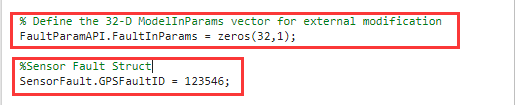 % Define the 32-D ModelInParams vector for external modification
FaultParamAPI.FaultInParams = zeros(32,1);
%Sensor Fault Struct
SensorFault.GPSFaultID = 123546;